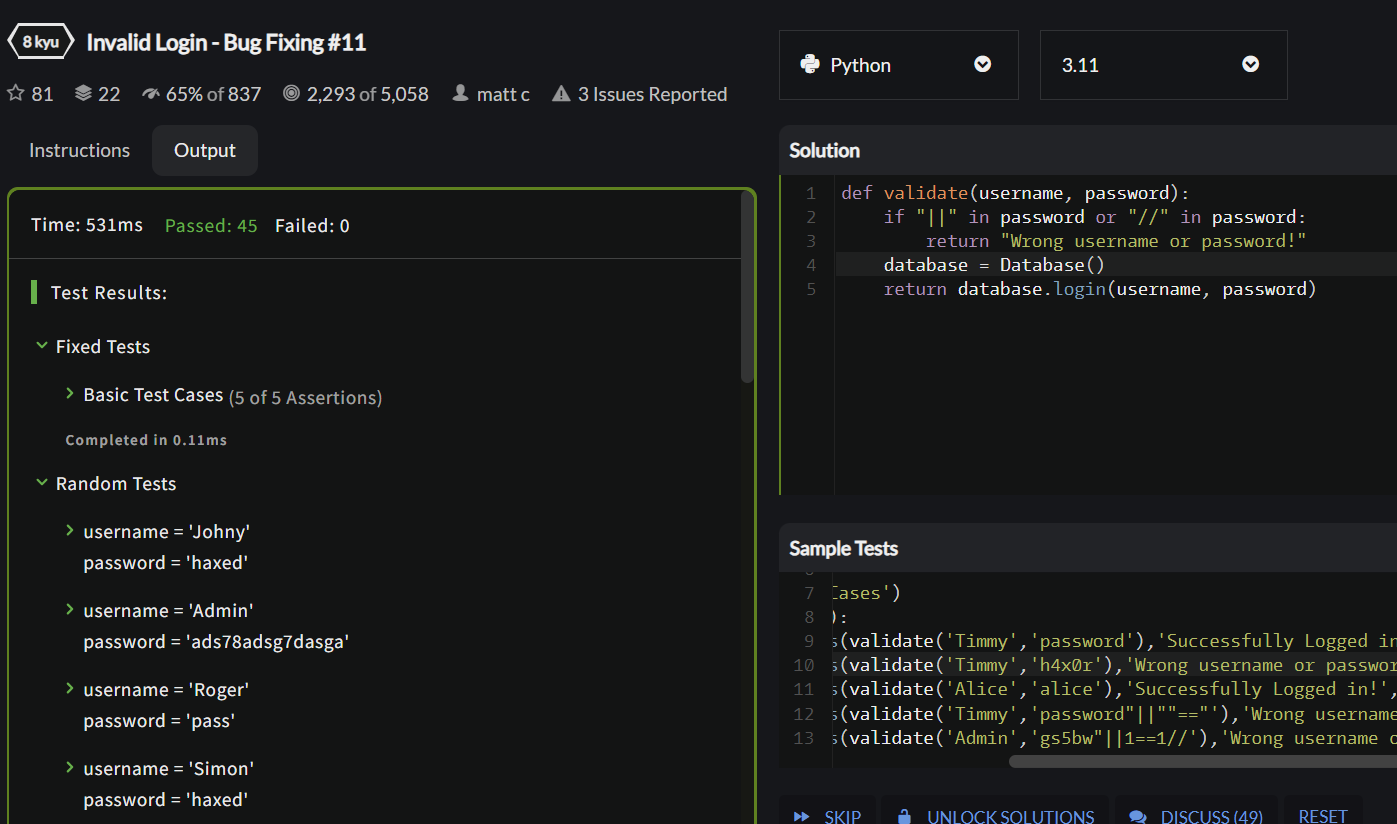 8 kyu
Invalid Login - Bug Fixing #11
81 22 65% of 837 2,293 of 5,058 matt c 3 Issues Reported
Instructions Output
Time: 531ms Passed: 45 Failed: 0
Test Results:
Fixed Tests
Basic Test Cases (5 of 5 Assertions)
Completed in 0.11ms
Random Tests
username = 'Johny'
password = 'haxed'
username = 'Admin'
password = 'ads78adsg7dasga'
username = 'Roger'
password = 'pass'
username = 'Simon'
password = 'haxed'
Python 3.11
Solution
1 def validate(username, password):
2     if "||" in password or "//" in password:
3         return "Wrong username or password!"
4     database = Database()
5     return database.login(username, password)
Sample Tests
7 Cases')
8 ):
9 s(validate('Timmy','password'),'Successfully Logged in
10 s(validate('Timmy','h4x0r'),'Wrong username or passwor
11 s(validate('Alice','alice'),'Successfully Logged in!',
12 s(validate('Timmy','password"||""=="'),'Wrong username
13 s(validate('Admin','gs5bw"||1==1//'),'Wrong username o
SKIP UNLOCK SOLUTIONS DISCUSS (49) RESET